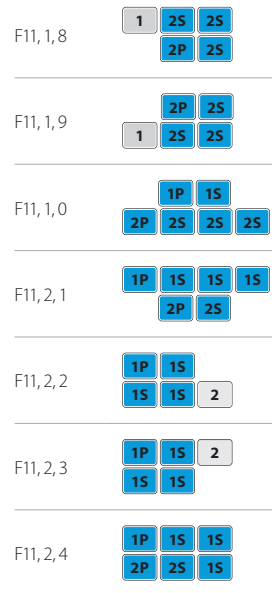 F11, 1, 8
1 2S 2S
2P 2S
F11, 1, 9
2P 2S
1 2S 2S
F11, 1, 0
1P 1S
2P 2S 2S 2S
F11, 2, 1
1P 1S 1S 1S
2P 2S
F11, 2, 2
1P 1S
1S 1S 2
F11, 2, 3
1P 1S 2
1S 1S
F11, 2, 4
1P 1S 1S
2P 2S 1S